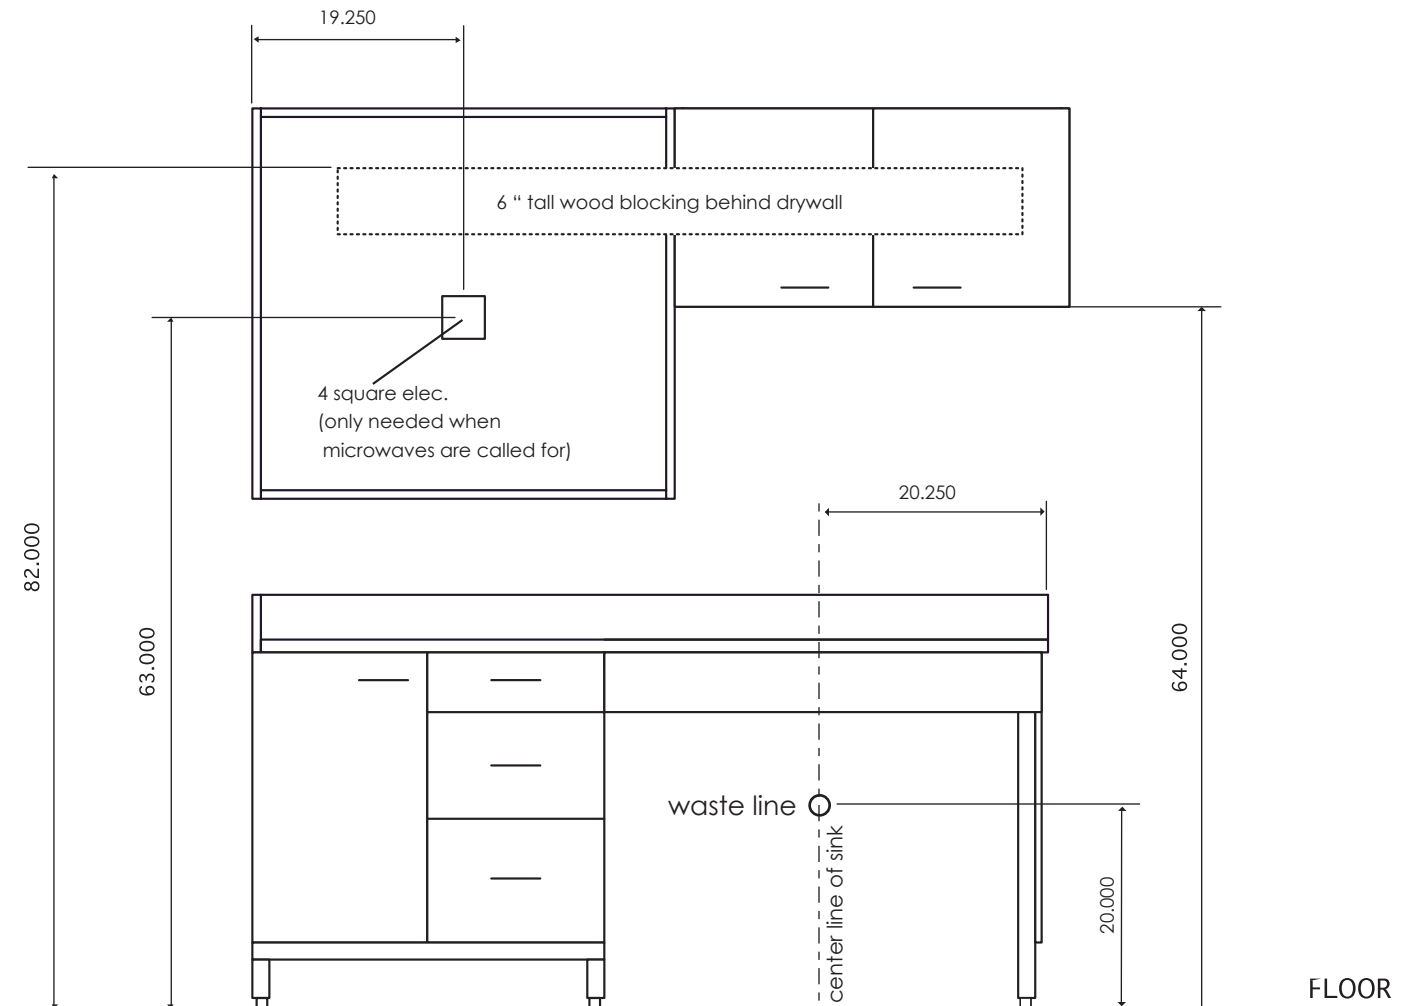 19.250
6 “ tall wood blocking behind drywall
4 square elec.
(only needed when
microwaves are called for)
20.250
82.000
63.000
64.000
waste line
center line of sink
20.000
FLOOR